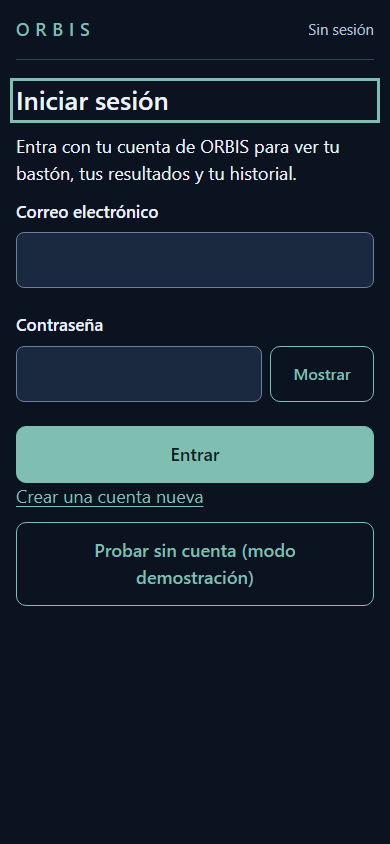 ORBIS
Sin sesión
Iniciar sesión
Entra con tu cuenta de ORBIS para ver tu
bastón, tus resultados y tu historial.
Correo electrónico
Contraseña
Mostrar
Entrar
Crear una cuenta nueva
Probar sin cuenta (modo
demostración)